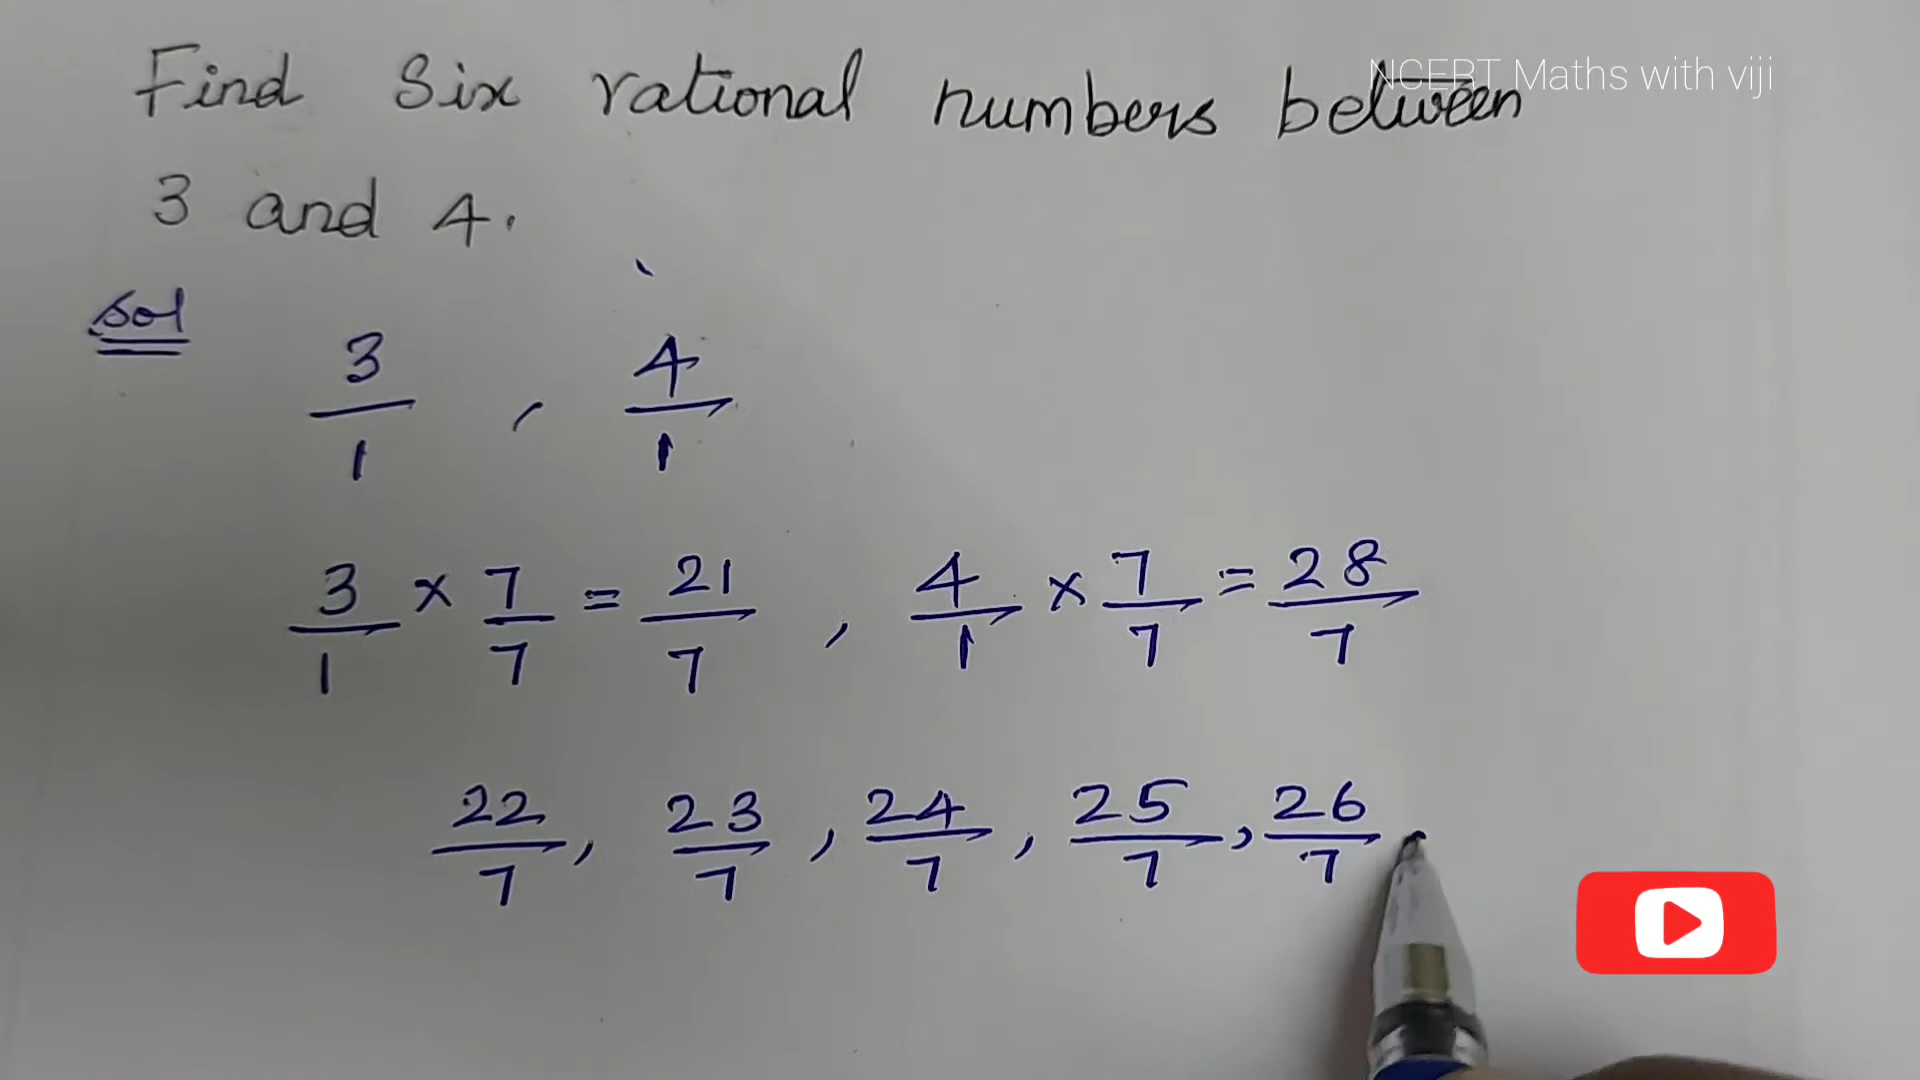 NCERT Maths with viji
Find Six rational numbers between
3 and 4.
Sol
3/1 , 4/1
3/1 × 7/7 = 21/7 , 4/1 × 7/7 = 28/7
22/7, 23/7, 24/7, 25/7, 26/7